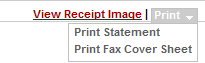 View Receipt Image | Print
Print Statement
Print Fax Cover Sheet